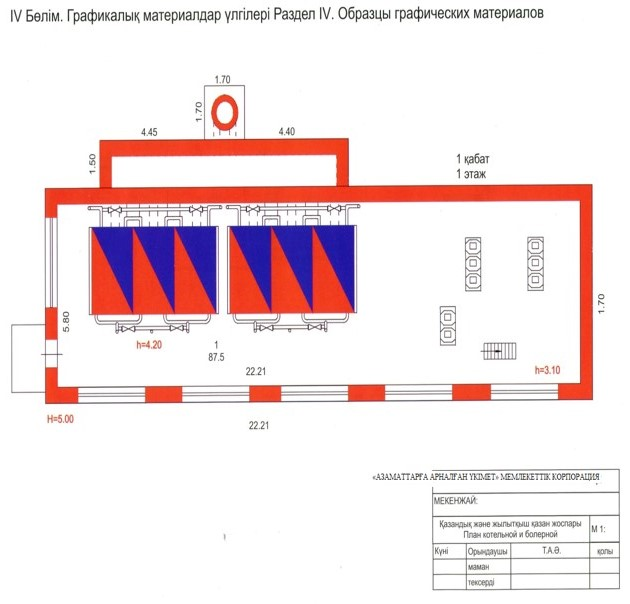 IV Бөлім. Графикалық материалдар үлгілері Раздел IV. Образцы графических материалов
1.70
1.70
4.45
4.40
1.50
1 қабат
1 этаж
5.80
1.70
h=4.20
1
87.5
22.21
h=3.10
H=5.00
22.21
«АЗАМАТТАРҒА АРНАЛҒАН ҮКІМЕТ» МЕМЛЕКЕТТІК КОРПОРАЦИЯ
МЕКЕНЖАЙ:
Қазандық және жылытқыш қазан жоспары
План котельной и болерной
М 1:
Күні Орындаушы Т.А.Ә. қолы
маман
тексерді